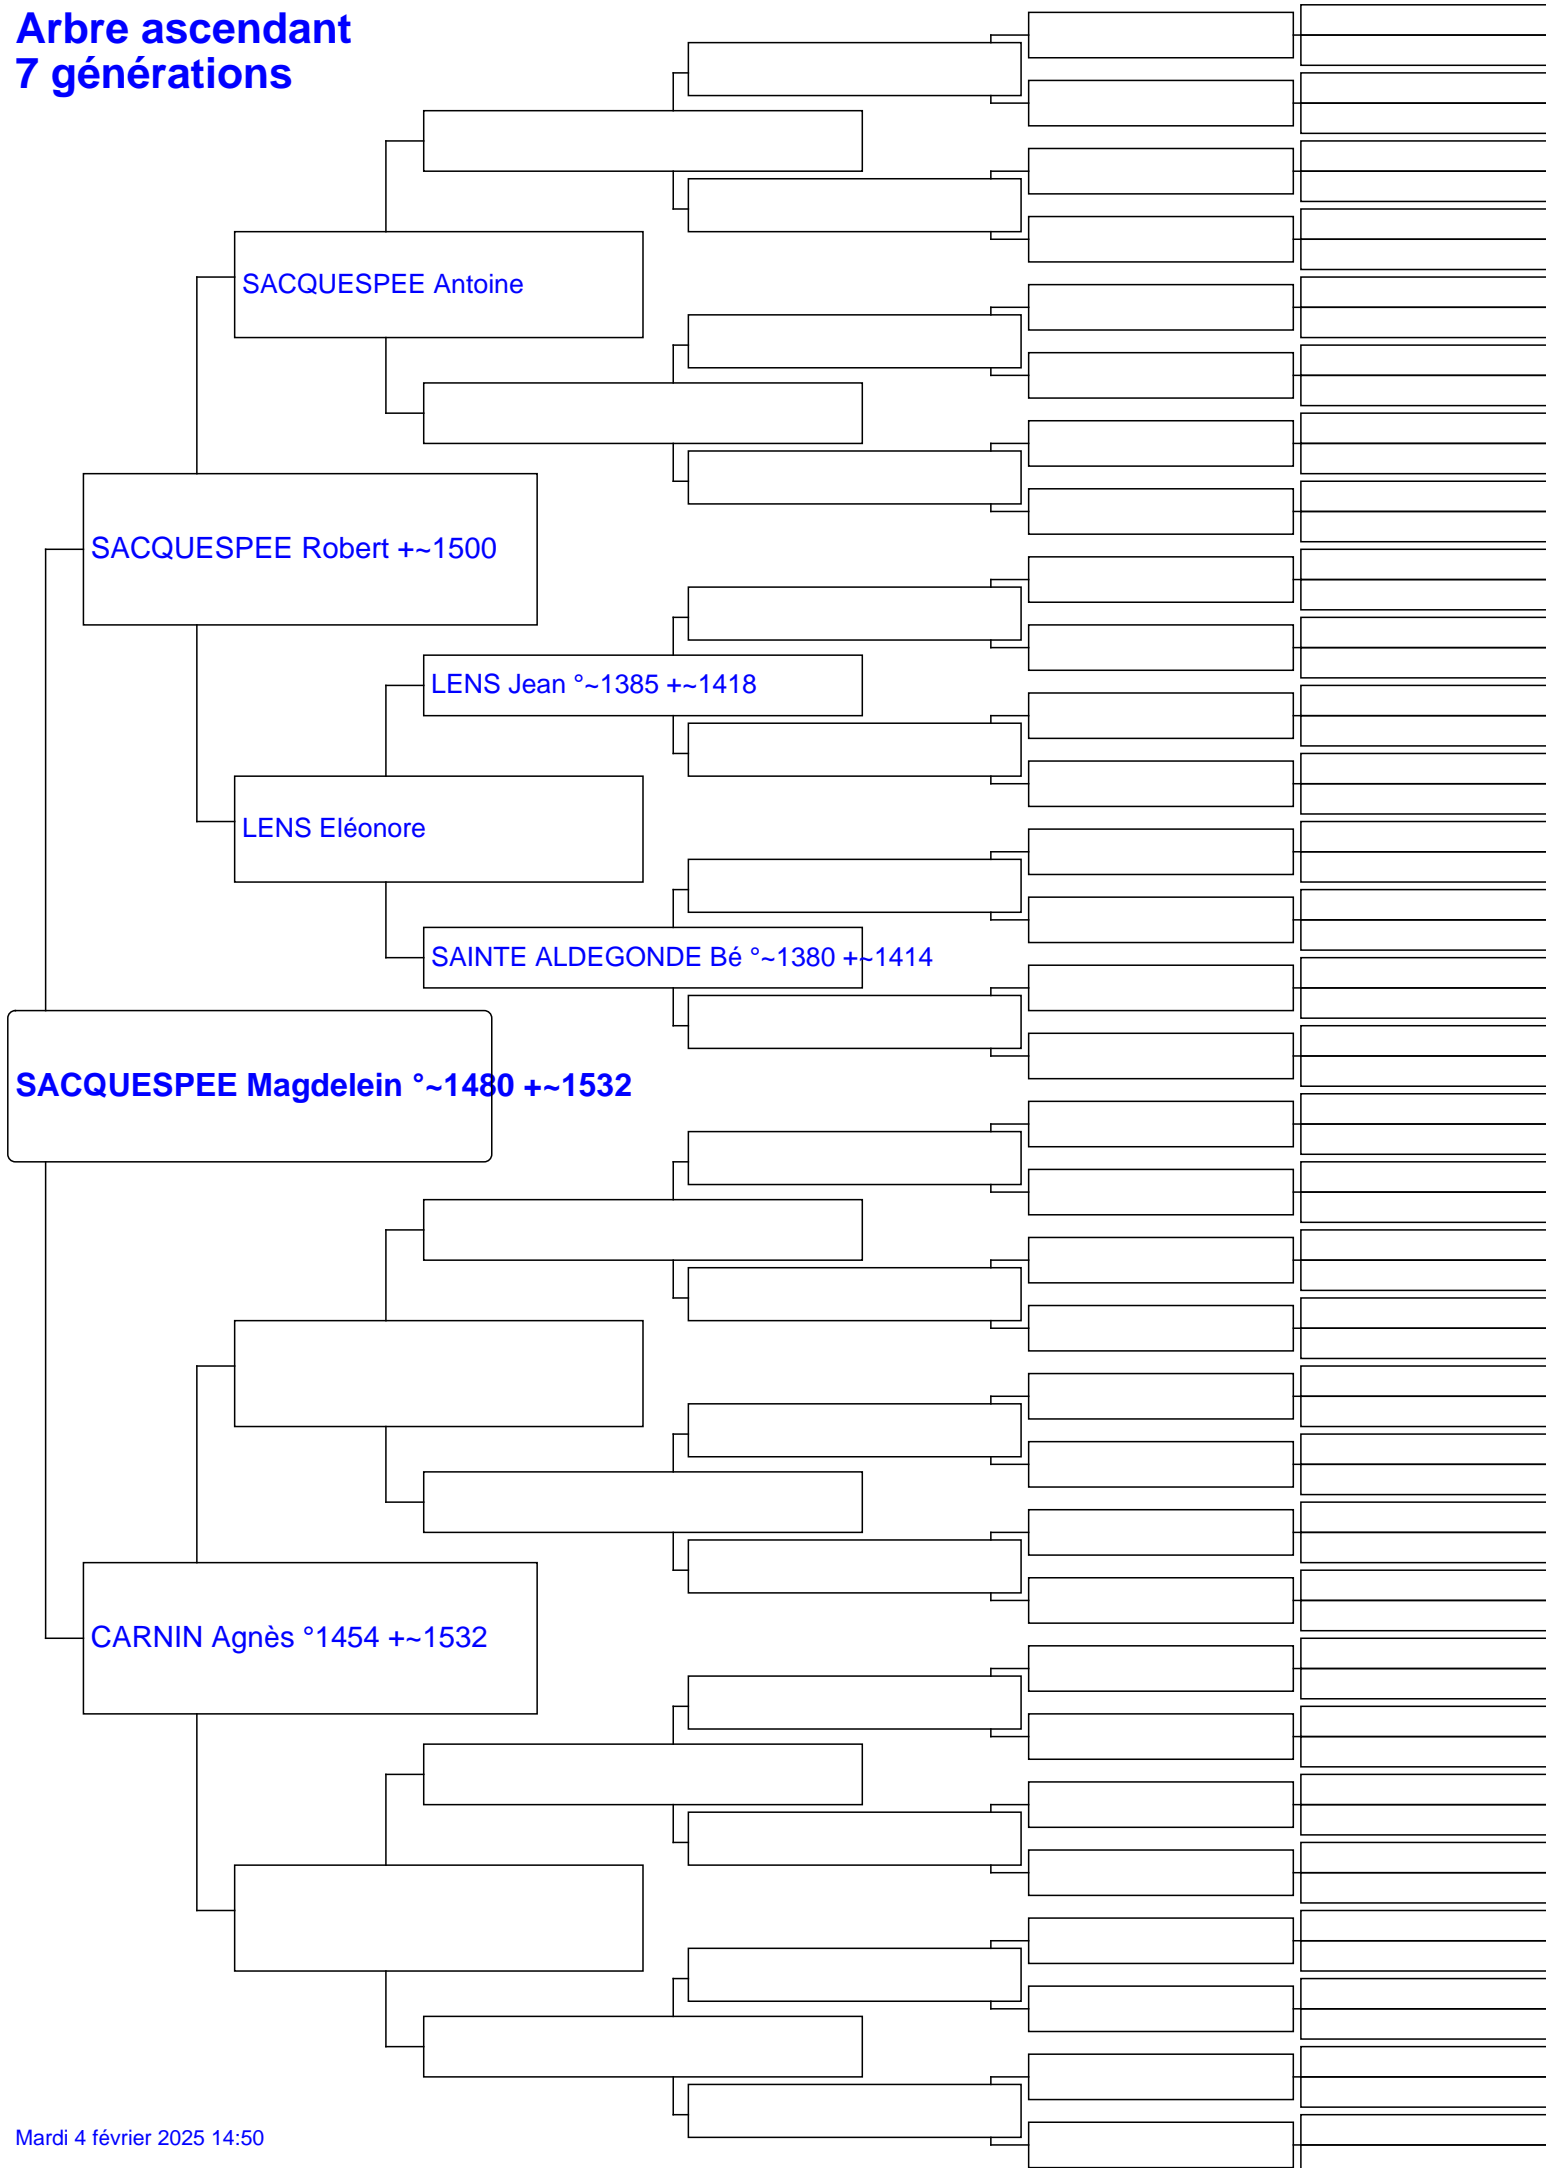 Arbre ascendant
7 générations
SACQUESPEE Antoine
SACQUESPEE Robert +~1500
LENS Jean °~1385 +~1418
LENS Eléonore
SAINTE ALDEGONDE Bé °~1380 +~1414
SACQUESPEE Magdelein °~1480 +~1532
CARNIN Agnès °1454 +~1532
Mardi 4 février 2025 14:50